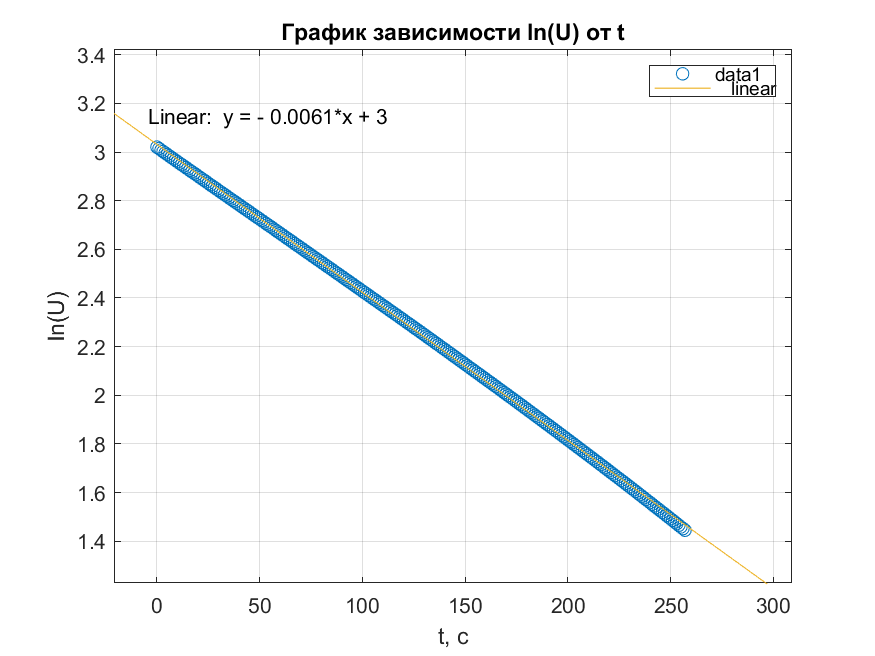 График зависимости ln(U) от t
data1
linear
Linear:  y = - 0.0061*x + 3
3.4
3.2
3
2.8
2.6
2.4
2.2
2
1.8
1.6
1.4
ln(U)
0 50 100 150 200 250 300
t, с